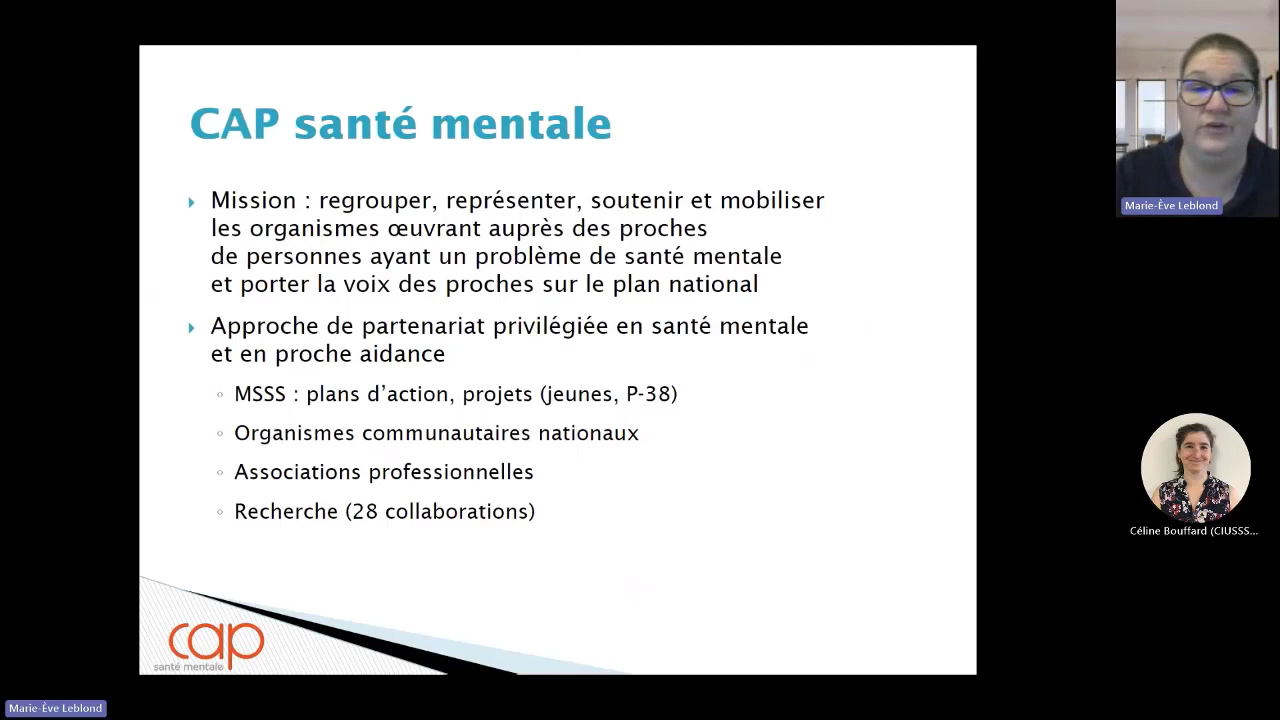 CAP santé mentale
Mission : regrouper, représenter, soutenir et mobiliser
les organismes œuvrant auprès des proches
de personnes ayant un problème de santé mentale
et porter la voix des proches sur le plan national
Approche de partenariat privilégiée en santé mentale
et en proche aidance
MSSS : plans d’action, projets (jeunes, P-38)
Organismes communautaires nationaux
Associations professionnelles
Recherche (28 collaborations)
cap
santé mentale
Marie-Ève Leblond
Céline Bouffard (CIUSSS...
Marie-Ève Leblond